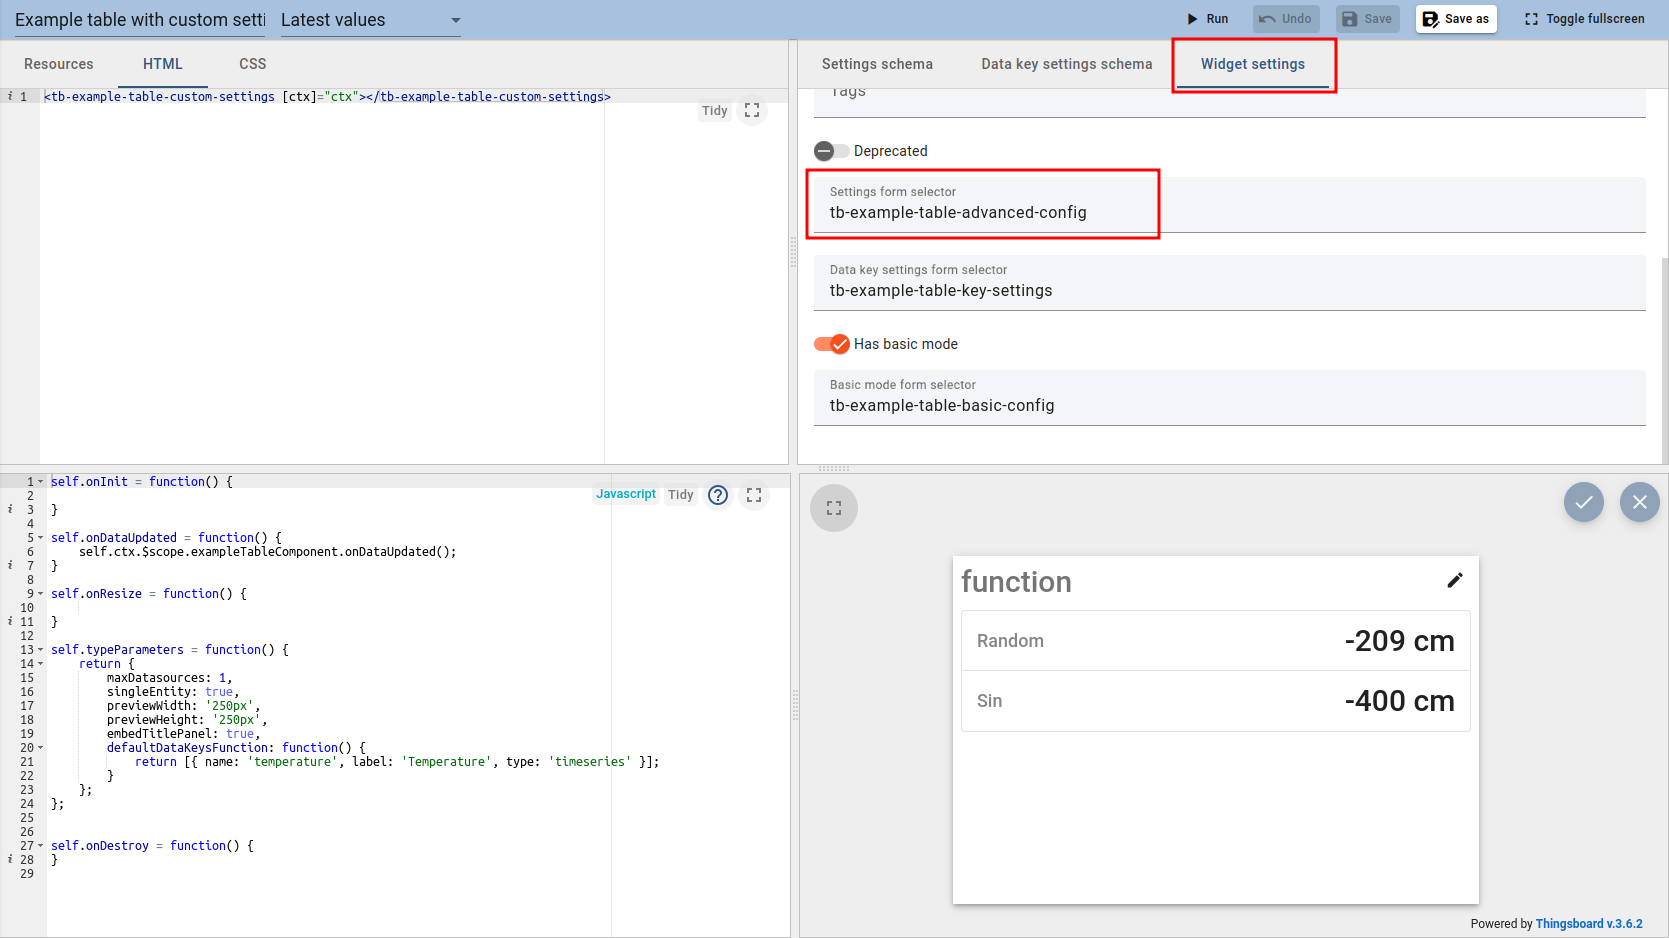 Example table with custom setti
Latest values
Run
Undo
Save
Save as
Toggle fullscreen
Resources
HTML
CSS
i 1 <tb-example-table-custom-settings [ctx]="ctx"></tb-example-table-custom-settings>
Tidy
Settings schema
Data key settings schema
Widget settings
Tags
Deprecated
Settings form selector
tb-example-table-advanced-config
Data key settings form selector
tb-example-table-key-settings
Has basic mode
Basic mode form selector
tb-example-table-basic-config
Javascript
Tidy
?
1 self.onInit = function() {
2
i 3 }
4
5 self.onDataUpdated = function() {
6 self.ctx.$scope.exampleTableComponent.onDataUpdated();
i 7 }
8
9 self.onResize = function() {
10
i 11 }
12
13 self.typeParameters = function() {
14 return {
15 maxDatasources: 1,
16 singleEntity: true,
17 previewWidth: '250px',
18 previewHeight: '250px',
19 embedTitlePanel: true,
20 defaultDataKeysFunction: function() {
21 return [{ name: 'temperature', label: 'Temperature', type: 'timeseries' }];
22 }
23 };
24 };
25
26
27 self.onDestroy = function() {
i 28 }
29
function
Random -209 cm
Sin -400 cm
Powered by Thingsboard v.3.6.2